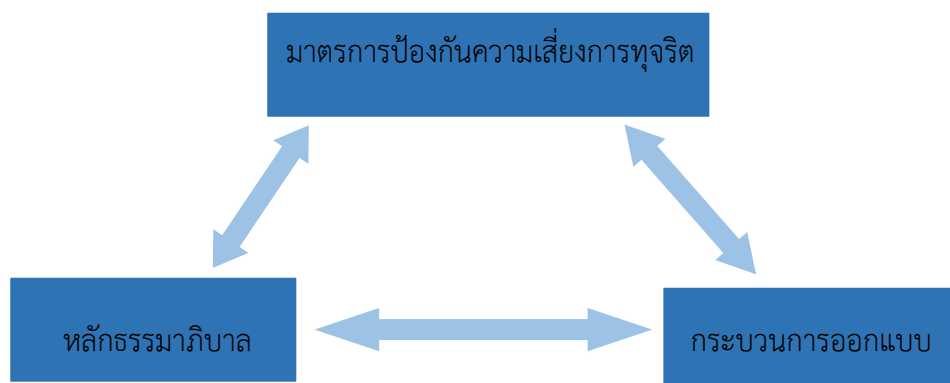 มาตรการป้องกันความเสี่ยงการทุจริต
หลักธรรมาภิบาล
กระบวนการออกแบบ